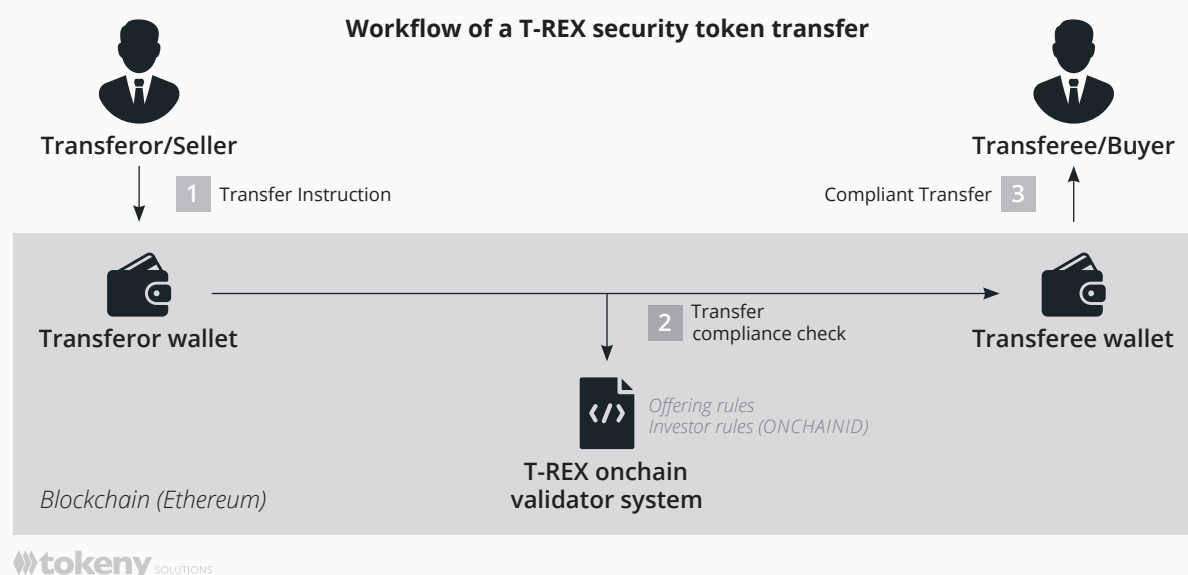 Workflow of a T-REX security token transfer
Transferor/Seller
Transferee/Buyer
1 Transfer Instruction
Compliant Transfer 3
Transferor wallet
2 Transfer
compliance check
Transferee wallet
</>
Offering rules
Investor rules (ONCHAINID)
T-REX onchain
validator system
Blockchain (Ethereum)
tokeny SOLUTIONS